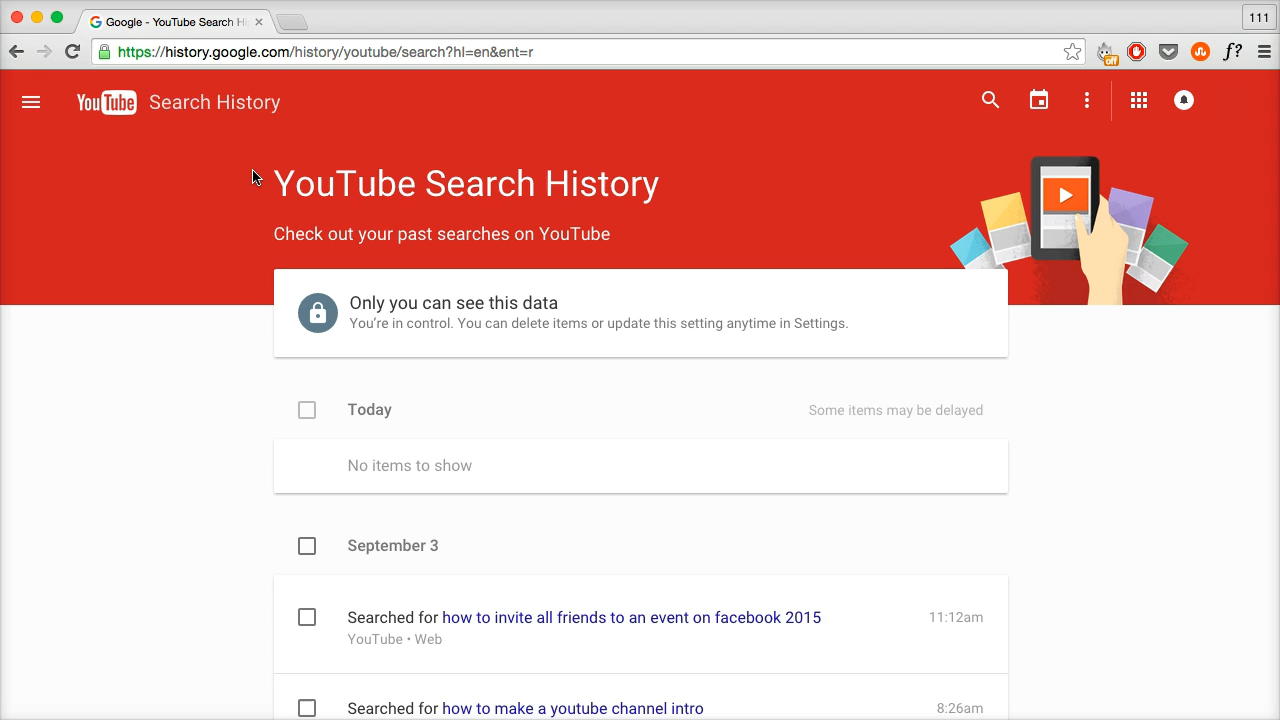 Google - YouTube Search Hi
111
https://history.google.com/history/youtube/search?hl=en&ent=r
off
f?
YouTube Search History
YouTube Search History
Check out your past searches on YouTube
Only you can see this data
You're in control. You can delete items or update this setting anytime in Settings.
Today Some items may be delayed
No items to show
September 3
Searched for how to invite all friends to an event on facebook 2015 11:12am
YouTube • Web
Searched for how to make a youtube channel intro 8:26am